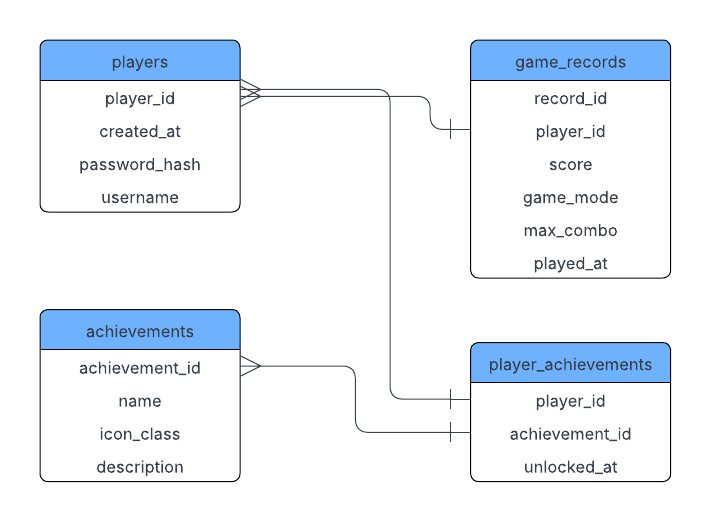 players
player_id
created_at
password_hash
username
game_records
record_id
player_id
score
game_mode
max_combo
played_at
achievements
achievement_id
name
icon_class
description
player_achievements
player_id
achievement_id
unlocked_at